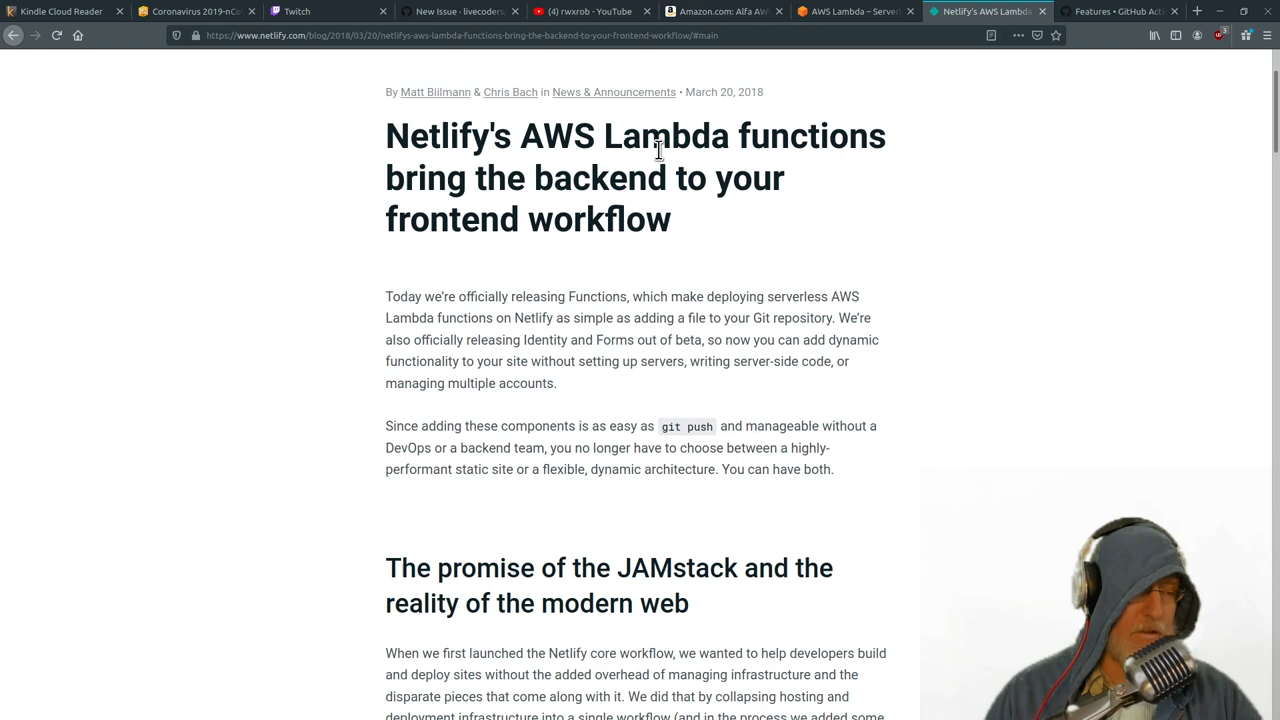 Kindle Cloud Reader
Coronavirus 2019-nCo
Twitch
New Issue · livecoders
(4) rwxrob - YouTube
Amazon.com: Alfa AW
AWS Lambda – Server
Netlify's AWS Lambda
Features • GitHub Act
https://www.netlify.com/blog/2018/03/20/netlifys-aws-lambda-functions-bring-the-backend-to-your-frontend-workflow/#main
3
By Matt Biilmann & Chris Bach in News & Announcements • March 20, 2018
Netlify's AWS Lambda functions
bring the backend to your
frontend workflow
Today we're officially releasing Functions, which make deploying serverless AWS
Lambda functions on Netlify as simple as adding a file to your Git repository. We're
also officially releasing Identity and Forms out of beta, so now you can add dynamic
functionality to your site without setting up servers, writing server-side code, or
managing multiple accounts.
Since adding these components is as easy as git push and manageable without a
DevOps or a backend team, you no longer have to choose between a highly-
performant static site or a flexible, dynamic architecture. You can have both.
The promise of the JAMstack and the
reality of the modern web
When we first launched the Netlify core workflow, we wanted to help developers build
and deploy sites without the added overhead of managing infrastructure and the
disparate pieces that come along with it. We did that by collapsing hosting and
deployment infrastructure into a single workflow (and in the process we added some